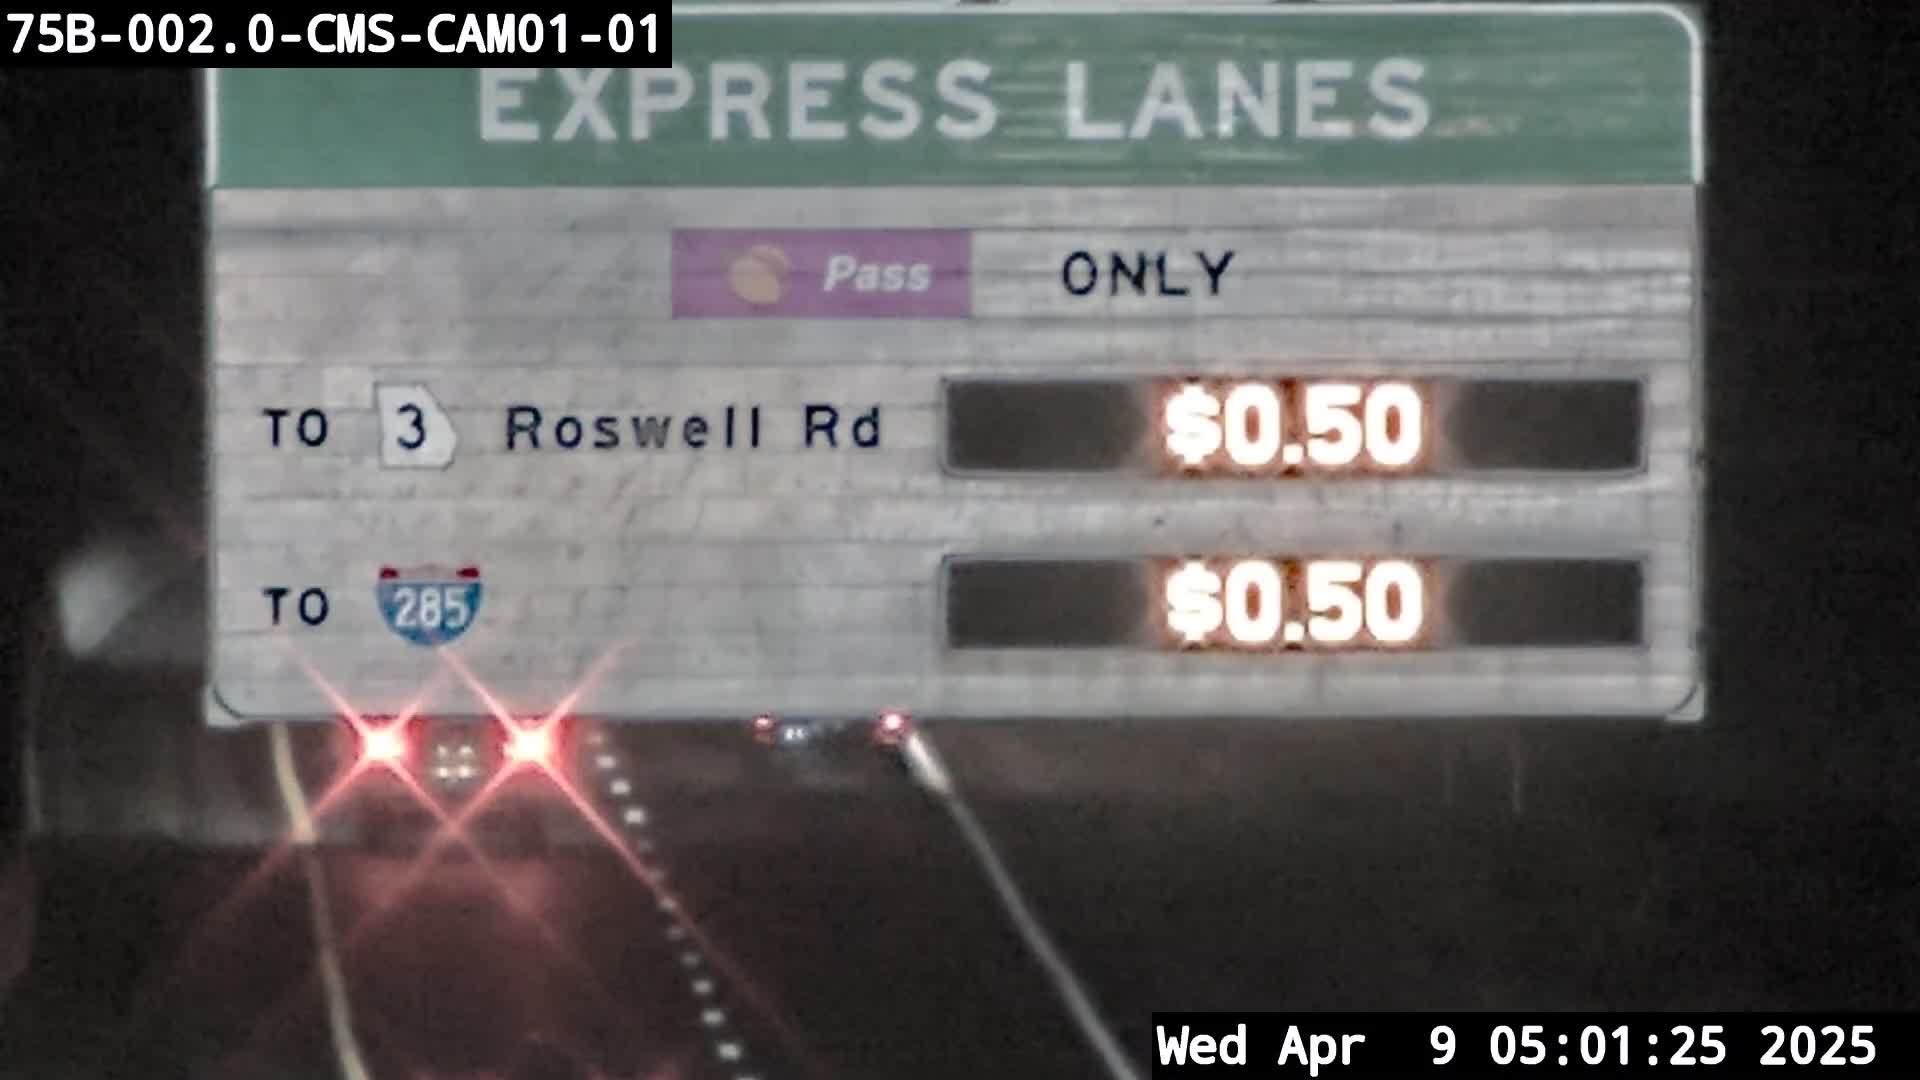 75B-002.0-CMS-CAM01-01
EXPRESS LANES
Pass ONLY
TO 3 Roswell Rd $0.50
TO 285 $0.50
Wed Apr 9 05:01:25 2025